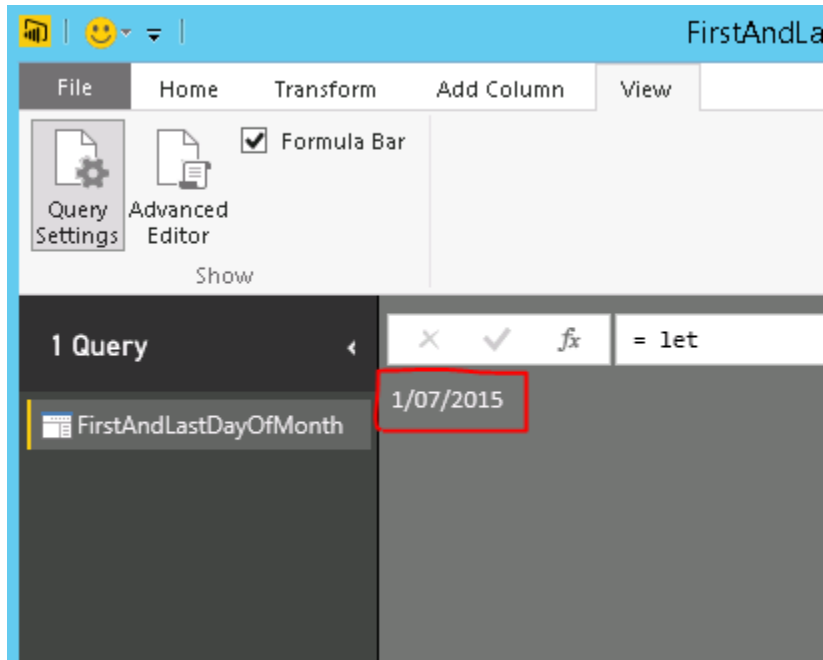 FirstAndLa
File Home Transform Add Column View
Formula Bar
Query Advanced
Settings Editor
Show
1 Query
fx = let
1/07/2015
FirstAndLastDayOfMonth